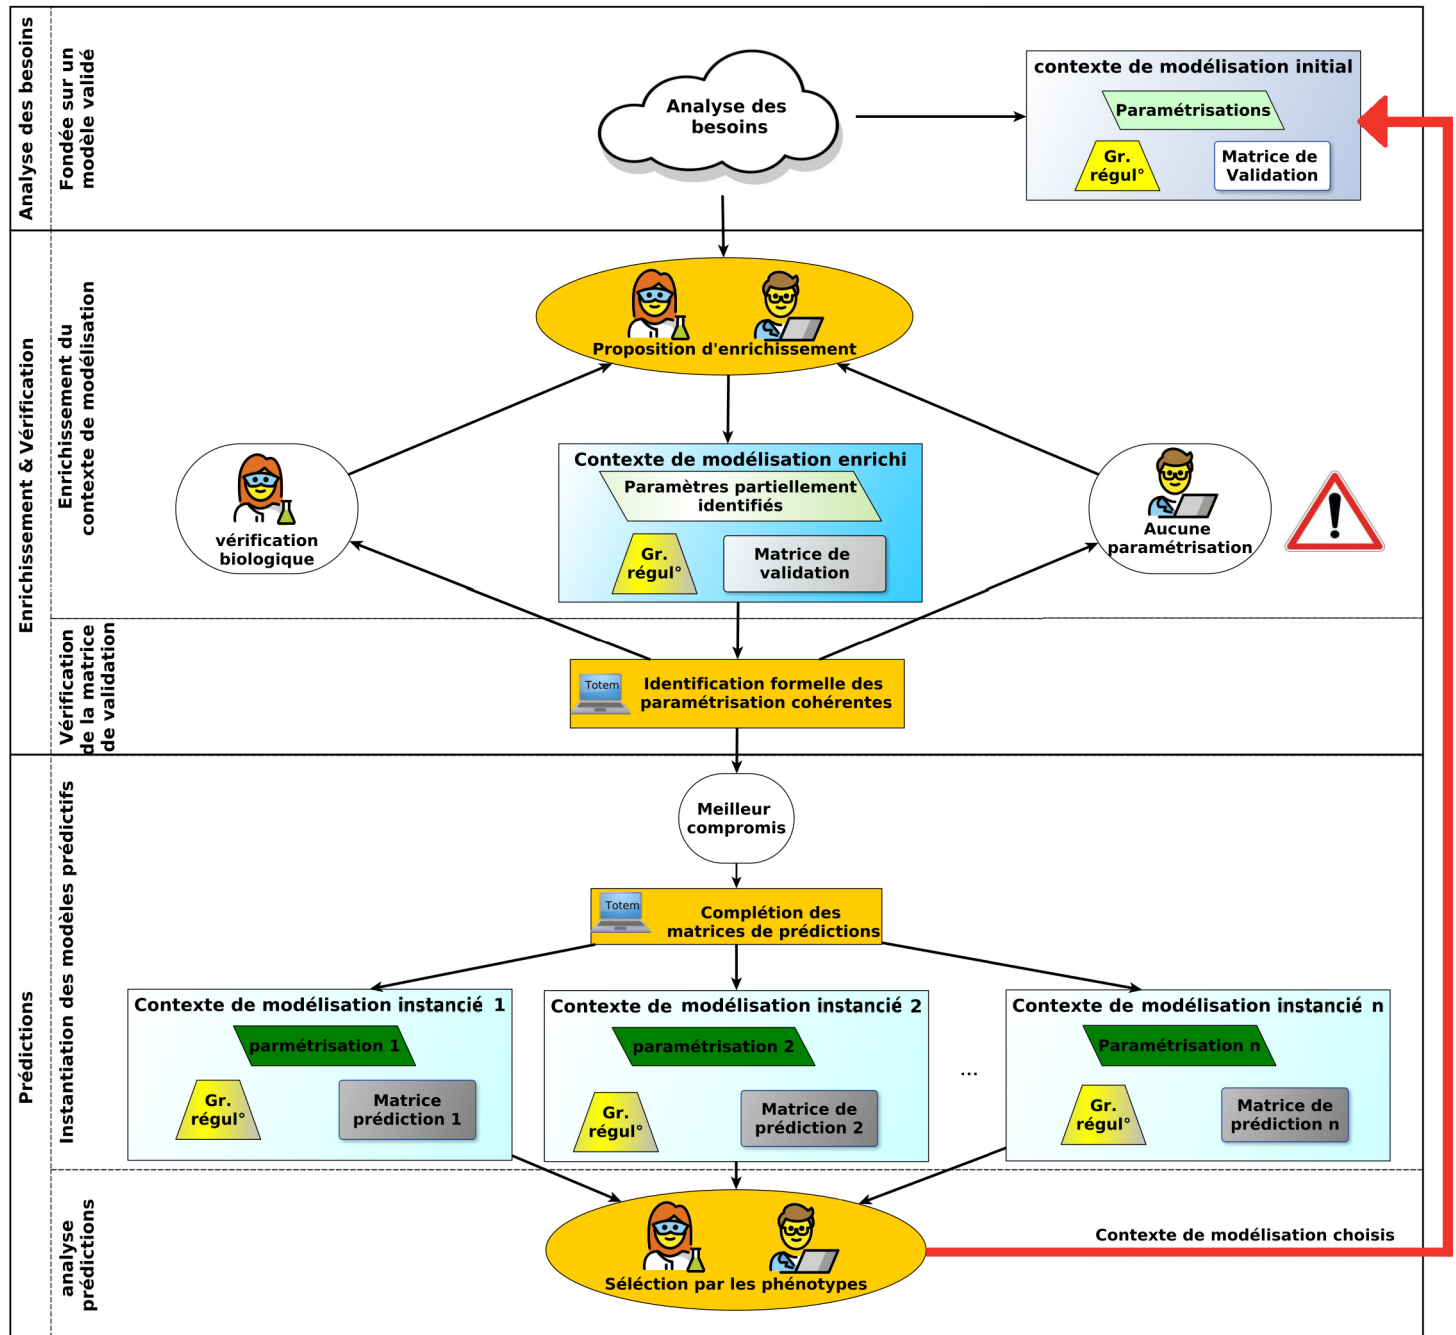 Analyse des besoins
Fondée sur un
modèle validé
Analyse des
besoins
contexte de modélisation initial
Paramétrisations
Gr.
régul°
Matrice de
Validation
Enrichissement & Vérification
Enrichissement du
contexte de modélisation
Proposition d'enrichissement
vérification
biologique
Contexte de modélisation enrichi
Paramètres partiellement
identifiés
Gr.
régul°
Matrice de
validation
Aucune
paramétrisation
Vérification
de la matrice
de validation
Totem
Identification formelle des
paramétrisation cohérentes
Prédictions
Instantiation des modèles prédictifs
Meilleur
compromis
Totem
Complétion des
matrices de prédictions
Contexte de modélisation instancié 1
parmétrisation 1
Gr.
régul°
Matrice
prédiction 1
Contexte de modélisation instancié 2
paramétrisation 2
Gr.
régul°
Matrice de
prédiction 2
...
Contexte de modélisation instancié n
Paramétrisation n
Gr.
régul°
Matrice de
prédiction n
analyse
prédictions
Séléction par les phénotypes
Contexte de modélisation choisis